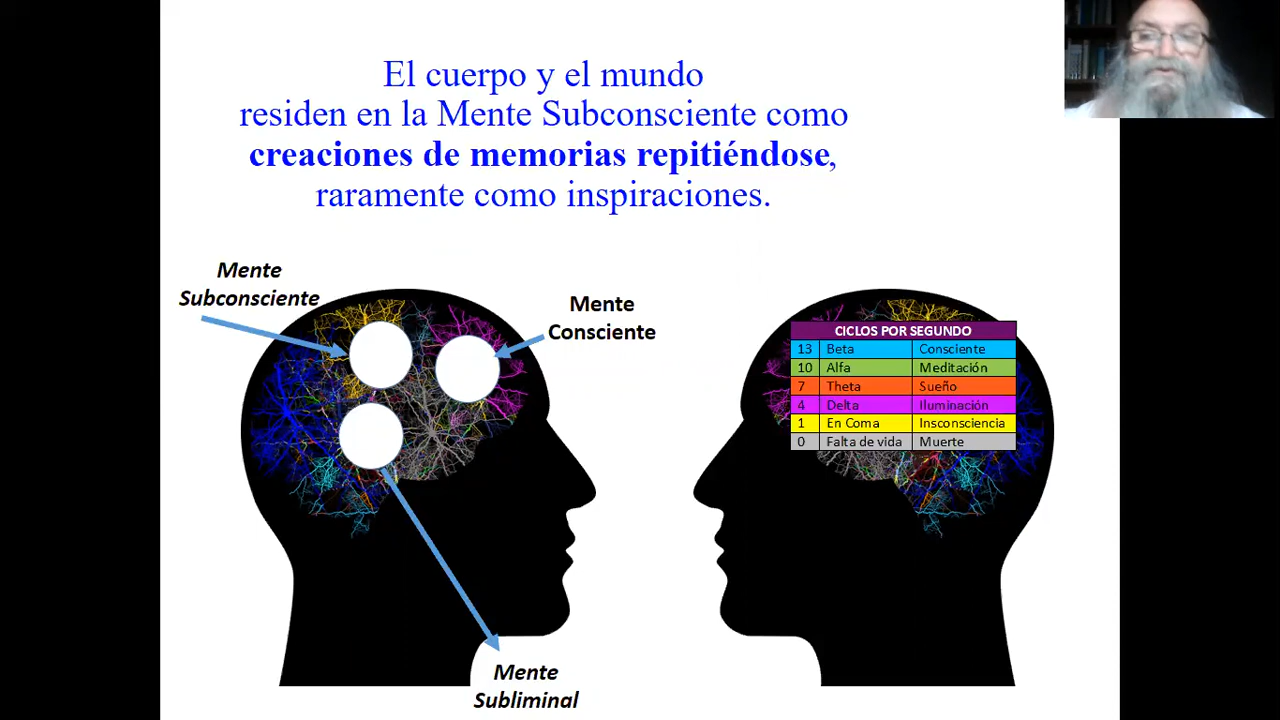 El cuerpo y el mundo
residen en la Mente Subconsciente como
creaciones de memorias repitiéndose,
raramente como inspiraciones.
Mente
Subconsciente
Mente
Consciente
CICLOS POR SEGUNDO
13 Beta Consciente
10 Alfa Meditación
7 Theta Sueño
4 Delta Iluminación
1 En Coma Insconsciencia
0 Falta de vida Muerte
Mente
Subliminal